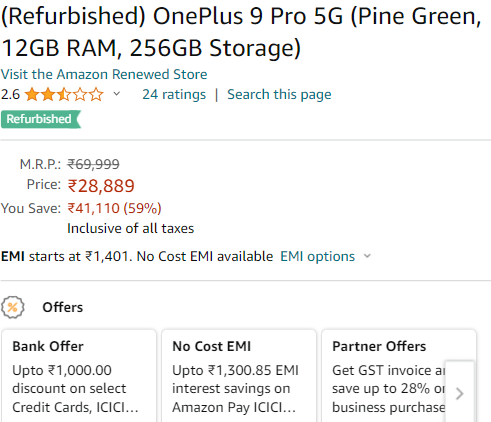 (Refurbished) OnePlus 9 Pro 5G (Pine Green,
12GB RAM, 256GB Storage)
Visit the Amazon Renewed Store
2.6 24 ratings | Search this page
Refurbished
M.R.P.: ₹69,999
Price: ₹28,889
You Save: ₹41,110 (59%)
Inclusive of all taxes
EMI starts at ₹1,401. No Cost EMI available EMI options
Offers
Bank Offer
Upto ₹1,000.00
discount on select
Credit Cards, ICICI…
No Cost EMI
Upto ₹1,300.85 EMI
interest savings on
Amazon Pay ICICI…
Partner Offers
Get GST invoice
save up to 28%
business purchase